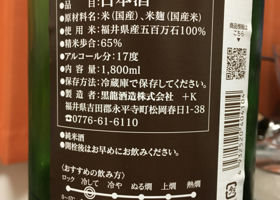 日本酒
・原材料名：米(国産)、米麹(国産米)
・使用米：福井県産五百万石100%
・精米歩合：65%
・アルコール分：17度
・内容量：1,800ml
・保存方法：冷蔵庫で保存してください。
・製造者：黒龍酒造株式会社 +K
福井県吉田郡永平寺町松岡春日1-38
☎0776-61-6110
・純米酒
・開栓後はお早めにお飲みください。
〈おすすめの飲み方〉
ロック 冷して 冷や ぬる燗 上燗 熱燗